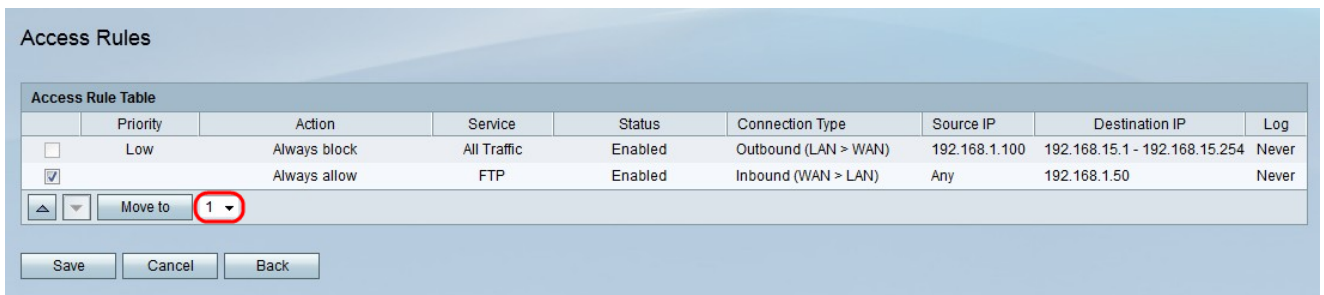 Access Rules
Access Rule Table
Priority Action Service Status Connection Type Source IP Destination IP Log
Low Always block All Traffic Enabled Outbound (LAN > WAN) 192.168.1.100 192.168.15.1 - 192.168.15.254 Never
Always allow FTP Enabled Inbound (WAN > LAN) Any 192.168.1.50 Never
Move to 1
Save Cancel Back